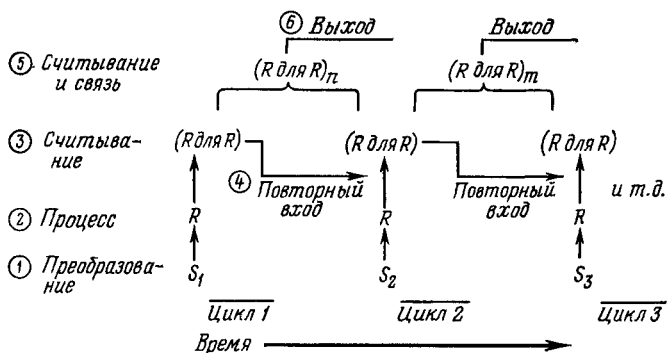 ⑥ Выход Выход
⑤ Считывание и связь (R для R)n (R для R)m
③ Считыва-
ние (R для R) (R для R) (R для R)
④ Повторный
вход Повторный
вход и т.д.
② Процесс R R R
① Преобразова-
ние S1 S2 S3
Цикл 1 Цикл 2 Цикл 3
Время